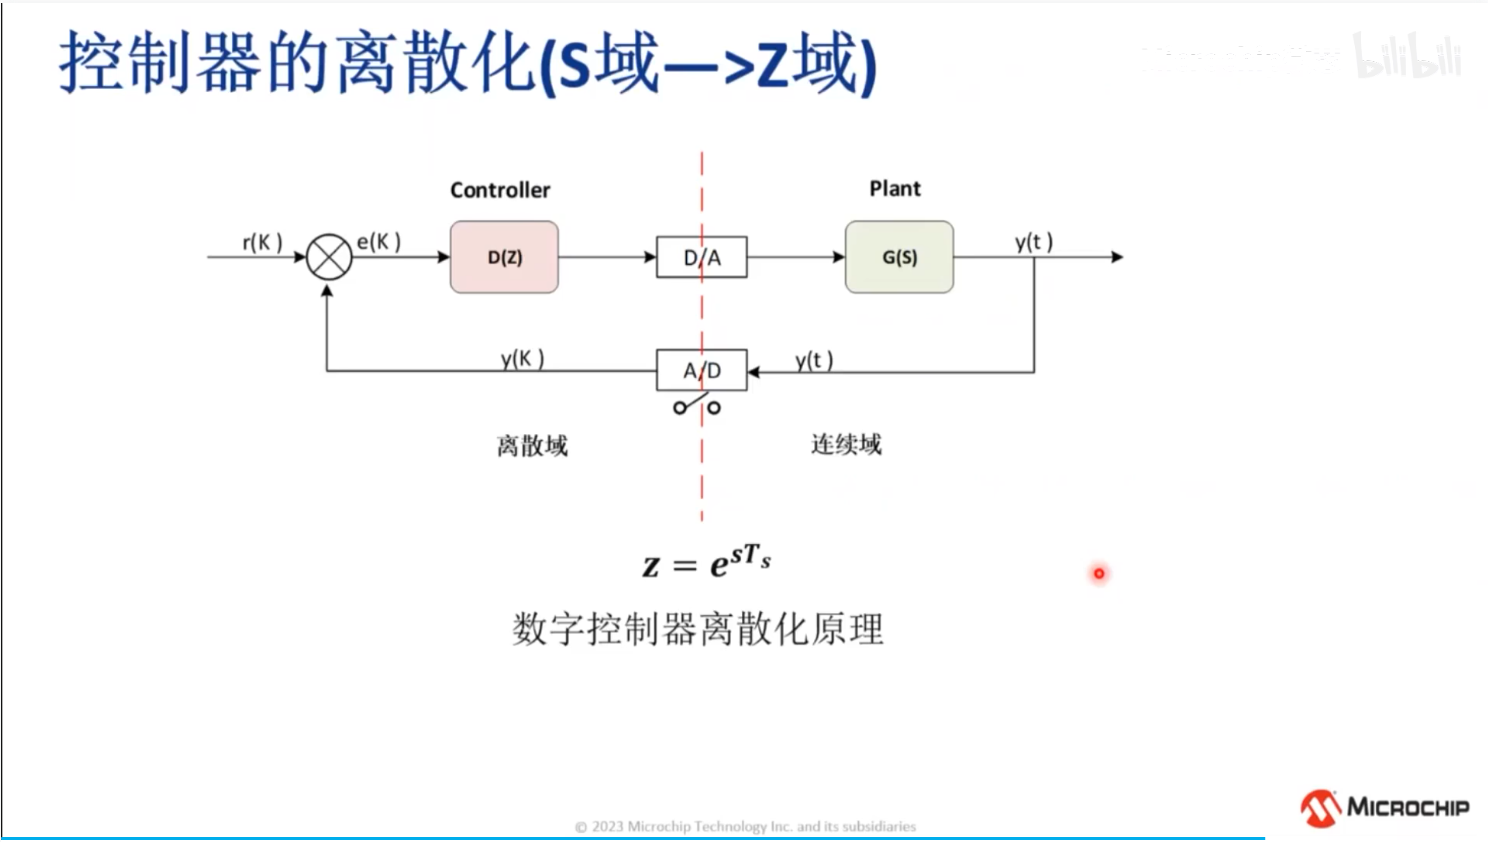 控制器的离散化(S域—>Z域)
bilibili
Controller
Plant
r(K)
e(K)
D(Z)
D/A
G(S)
y(t)
y(K)
A/D
y(t)
离散域
连续域
z = e^{sT_s}
数字控制器离散化原理
MICROCHIP
© 2023 Microchip Technology Inc. and its subsidiaries